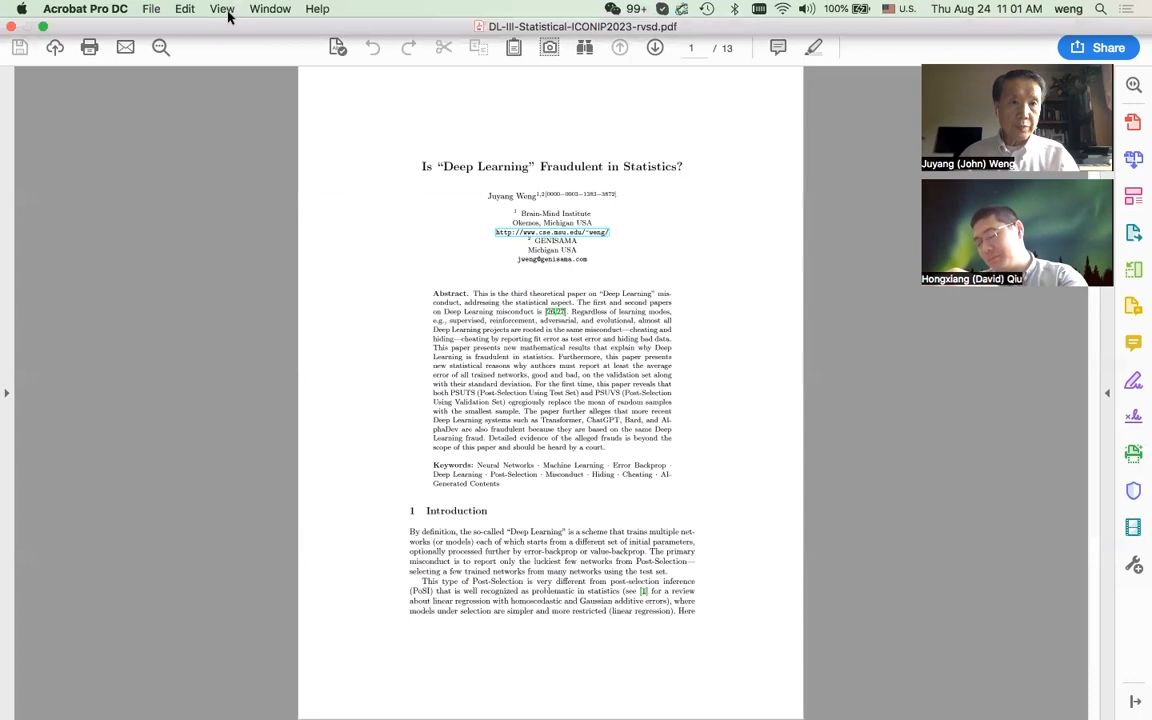 Acrobat Pro DC File Edit View Window Help 99+ 100% U.S. Thu Aug 24 11:01 AM weng
DL-III-Statistical-ICONIP2023-rvsd.pdf
1 / 13 Share
Juyang (John) Weng
Hongxiang (David) Qiu
Is “Deep Learning” Fraudulent in Statistics?
Juyang Weng1,2[0000−0003−1383−3872]
1 Brain-Mind Institute
Okemos, Michigan USA
http://www.cse.msu.edu/~weng/
2 GENISAMA
Michigan USA
jweng@genisama.com
Abstract. This is the third theoretical paper on “Deep Learning” mis-
conduct, addressing the statistical aspect. The first and second papers
on Deep Learning misconduct is [26,27]. Regardless of learning modes,
e.g., supervised, reinforcement, adversarial, and evolutional, almost all
Deep Learning projects are rooted in the same misconduct—cheating and
hiding—cheating by reporting fit error as test error and hiding bad data.
This paper presents new mathematical results that explain why Deep
Learning is fraudulent in statistics. Furthermore, this paper presents
new statistical reasons why authors must report at least the average
error of all trained networks, good and bad, on the validation set along
with their standard deviation. For the first time, this paper reveals that
both PSUTS (Post-Selection Using Test Set) and PSUVS (Post-Selection
Using Validation Set) egregiously replace the mean of random samples
with the smallest sample. The paper further alleges that more recent
Deep Learning systems such as Transformer, ChatGPT, Bard, and Al-
phaDev are also fraudulent because they are based on the same Deep
Learning fraud. Detailed evidence of the alleged frauds is beyond the
scope of this paper and should be heard by a court.
Keywords: Neural Networks · Machine Learning · Error Backprop ·
Deep Learning · Post-Selection · Misconduct · Hiding · Cheating · AI-
Generated Contents
1 Introduction
By definition, the so-called “Deep Learning” is a scheme that trains multiple net-
works (or models) each of which starts from a different set of initial parameters,
optionally processed further by error-backprop or value-backprop. The primary
misconduct is to report only the luckiest few networks from Post-Selection—
selecting a few trained networks from many networks using the test set.
This type of Post-Selection is very different from post-selection inference
(PoSI) that is well recognized as problematic in statistics (see [1] for a review
about linear regression with homoscedastic and Gaussian additive errors), where
models under selection are simpler and more restricted (linear regression). Here